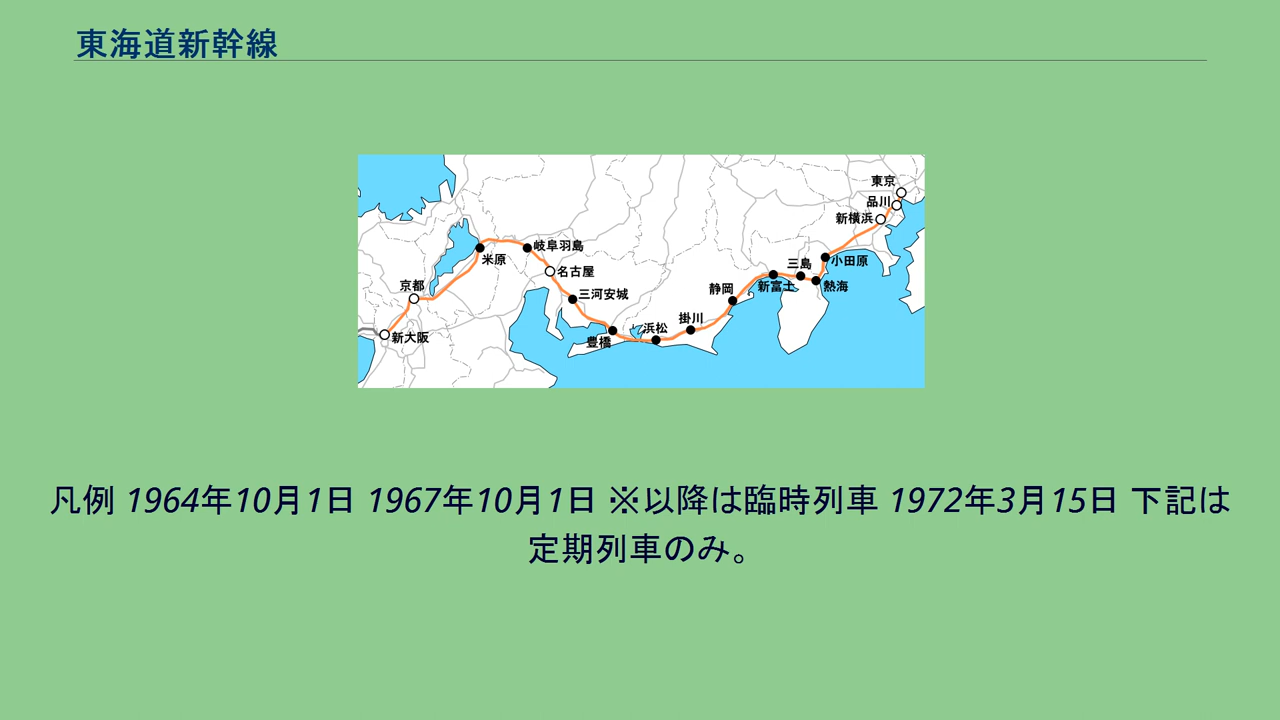 東海道新幹線
東京
品川
新横浜
小田原
熱海
三島
新富士
静岡
掛川
浜松
豊橋
三河安城
名古屋
岐阜羽島
米原
京都
新大阪
凡例 1964年10月1日 1967年10月1日 ※以降は臨時列車 1972年3月15日 下記は
定期列車のみ。